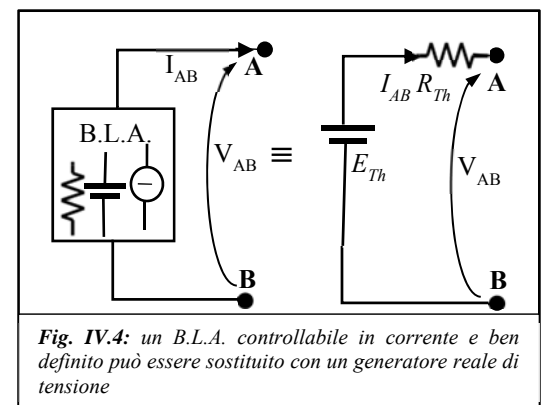 I_AB A
B.L.A.
V_AB ≡
B
I_AB R_Th A
E_Th
V_AB
B
Fig. IV.4: un B.L.A. controllabile in corrente e ben
definito può essere sostituito con un generatore reale di
tensione